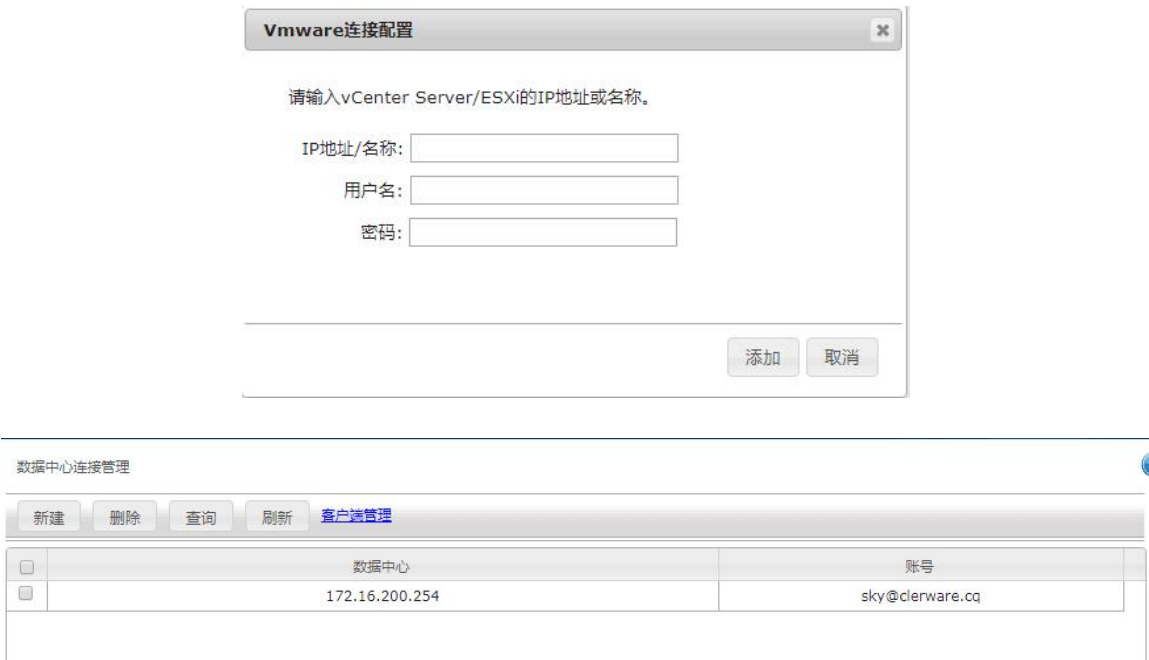 Vmware连接配置
请输入vCenter Server/ESXi的IP地址或名称。
IP地址/名称:
用户名:
密码:
添加 取消
数据中心连接管理
新建 删除 查询 刷新 客户端管理
数据中心 账号
172.16.200.254 sky@clerware.cq